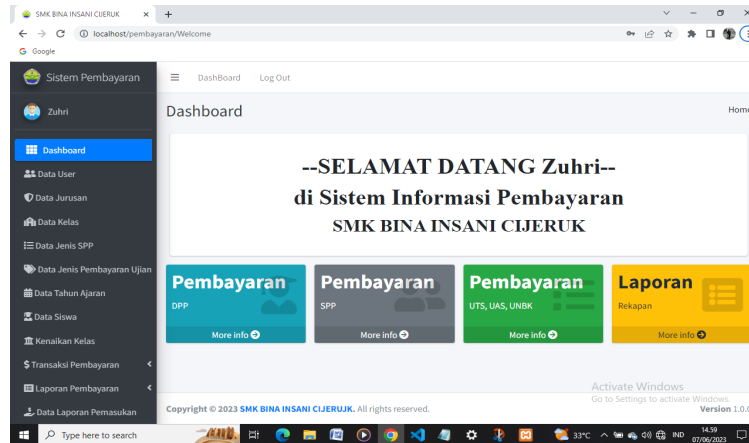 SMK BINA INSANI CIJERUK
localhost/pembayaran/Welcome
G Google
Sistem Pembayaran
DashBoard Log Out
Zuhri
Dashboard
Home
Dashboard
Data User
Data Jurusan
Data Kelas
Data Jenis SPP
Data Jenis Pembayaran Ujian
Data Tahun Ajaran
Data Siswa
Kenaikan Kelas
Transaksi Pembayaran
Laporan Pembayaran
Data Laporan Pemasukan
--SELAMAT DATANG Zuhri--
di Sistem Informasi Pembayaran
SMK BINA INSANI CIJERUK
Pembayaran
DPP
More info
Pembayaran
SPP
More info
Pembayaran
UTS, UAS, UNBK
More info
Laporan
Rekapan
More info
Activate Windows
Go to Settings to activate Windows.
Copyright © 2023 SMK BINA INSANI CIJERUJK. All rights reserved.
Version 1.0.0
Type here to search
33°C
IND
14.59
07/06/2023